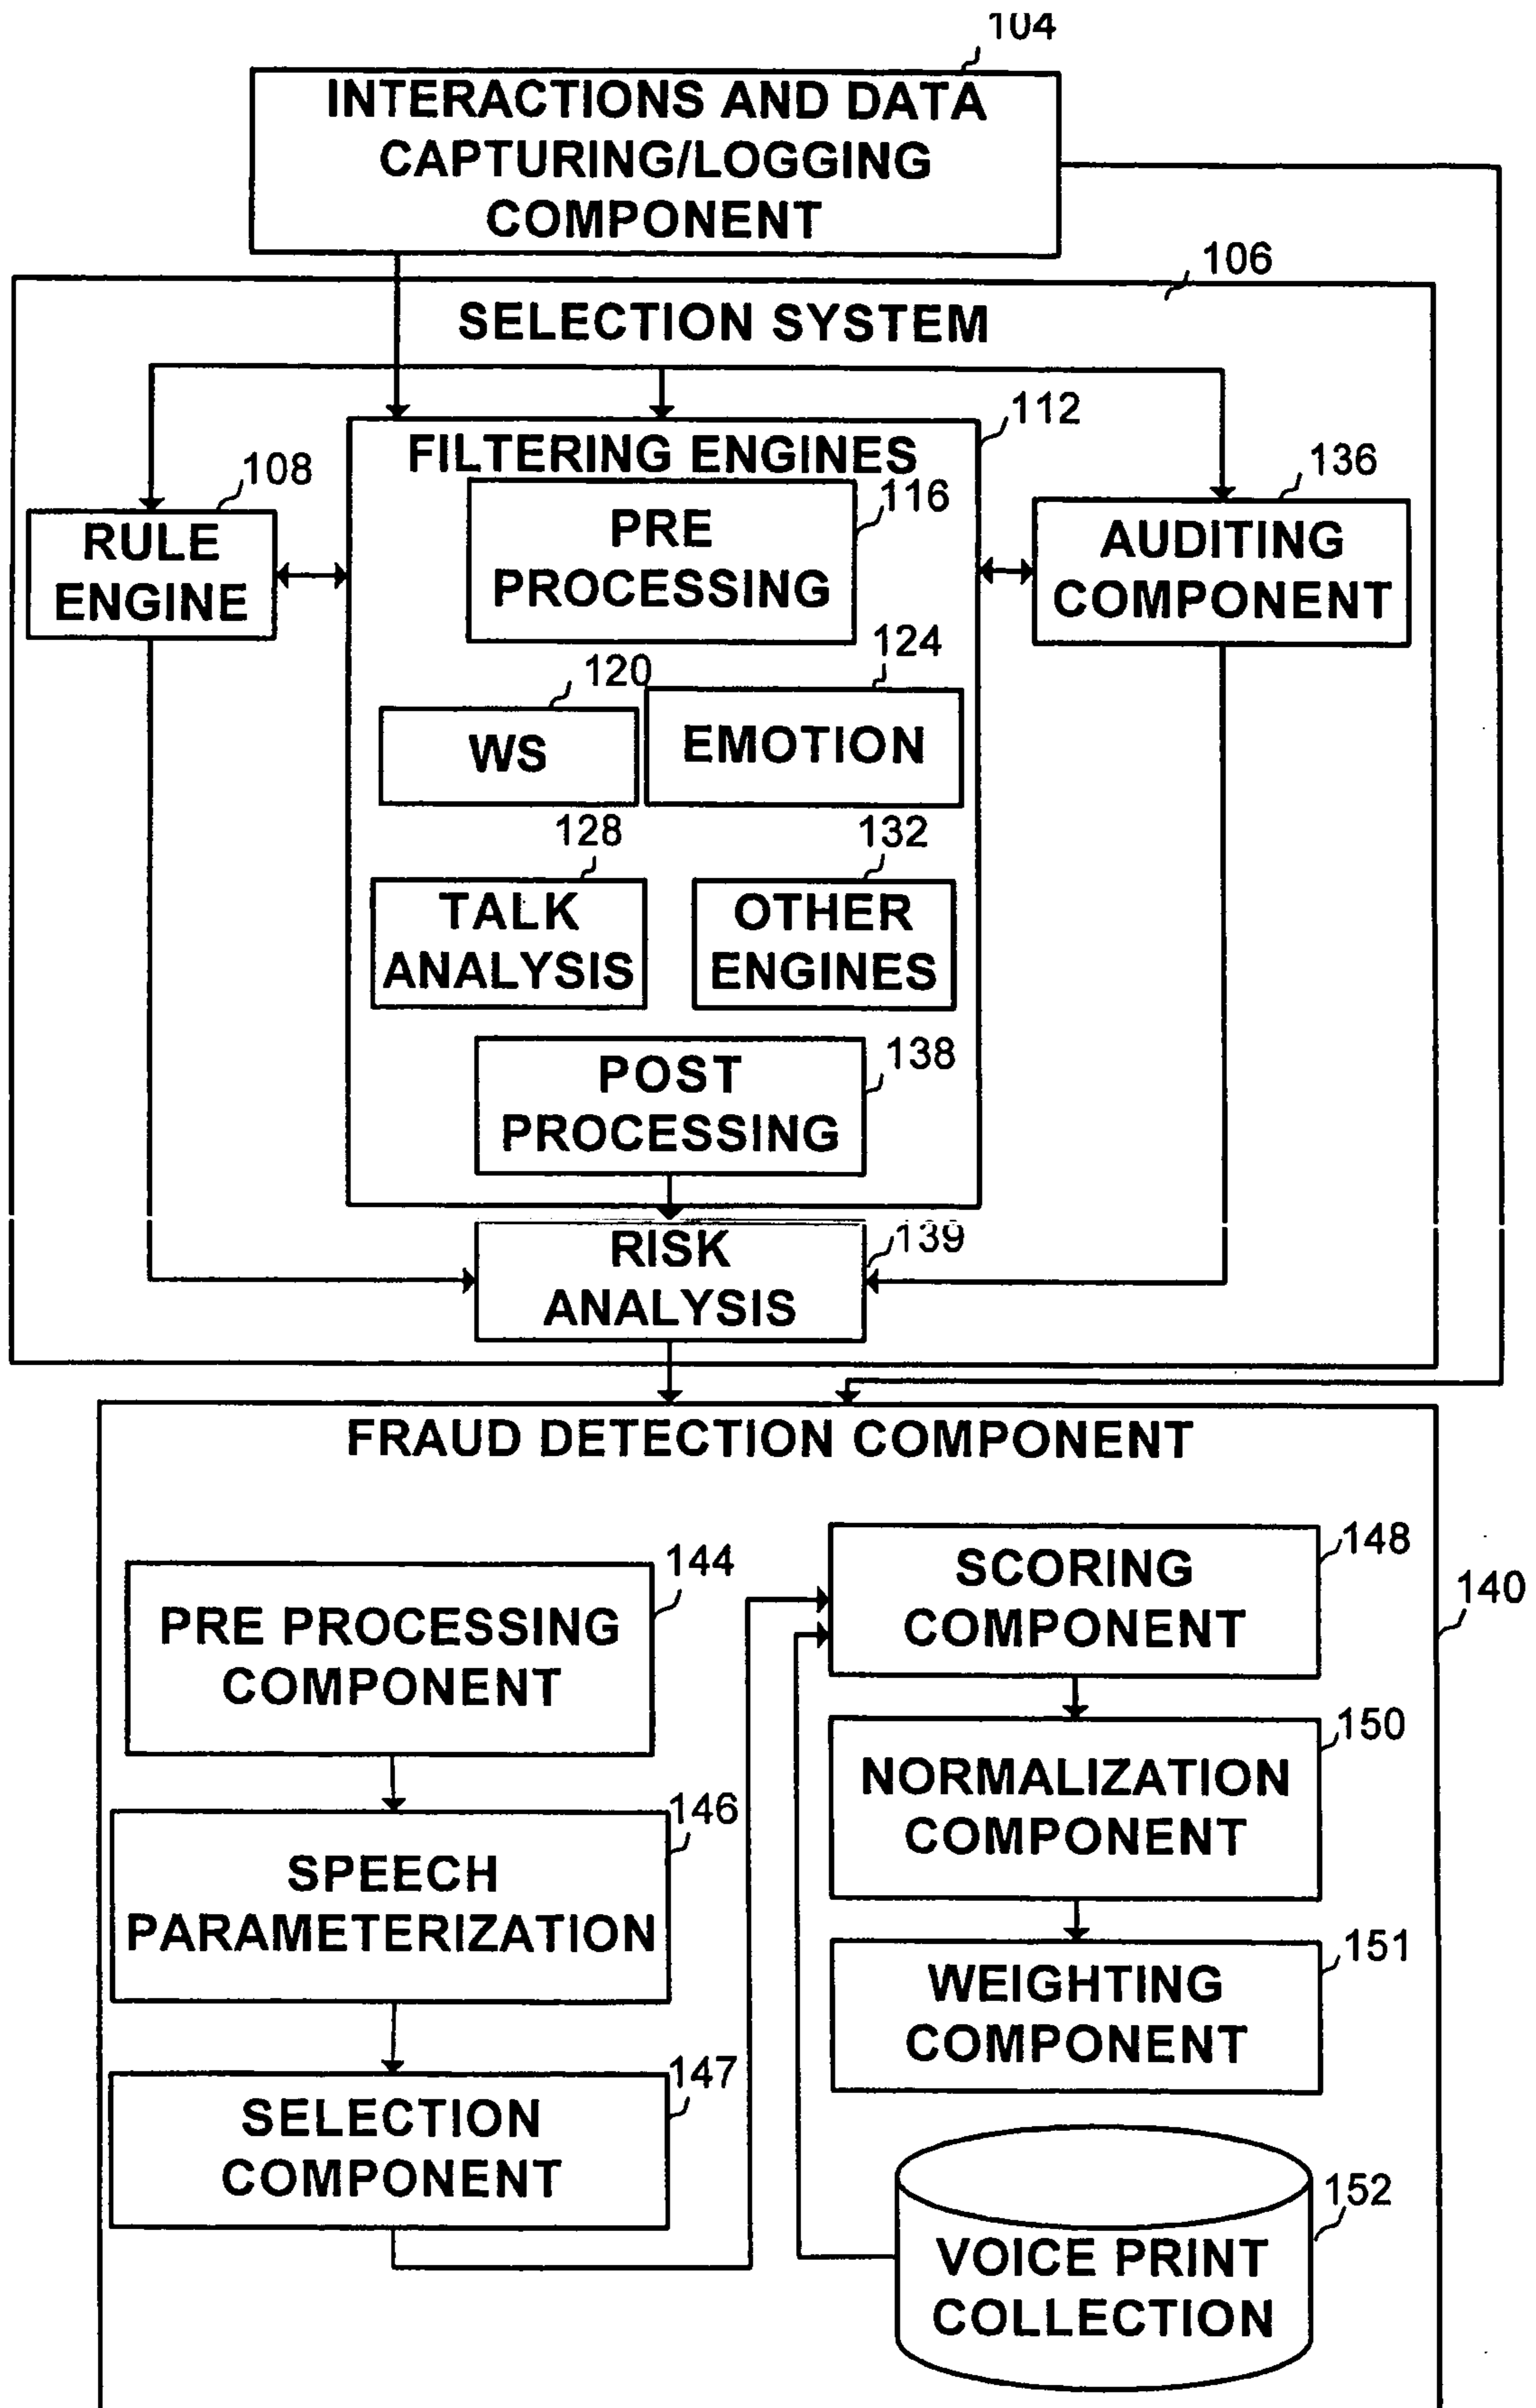 104
INTERACTIONS AND DATA
CAPTURING/LOGGING
COMPONENT
106
SELECTION SYSTEM
112
FILTERING ENGINES
108
RULE
ENGINE
116
PRE
PROCESSING
136
AUDITING
COMPONENT
120
WS
124
EMOTION
128
TALK
ANALYSIS
132
OTHER
ENGINES
138
POST
PROCESSING
139
RISK
ANALYSIS
FRAUD DETECTION COMPONENT
140
144
PRE PROCESSING
COMPONENT
146
SPEECH
PARAMETERIZATION
147
SELECTION
COMPONENT
148
SCORING
COMPONENT
150
NORMALIZATION
COMPONENT
151
WEIGHTING
COMPONENT
152
VOICE PRINT
COLLECTION